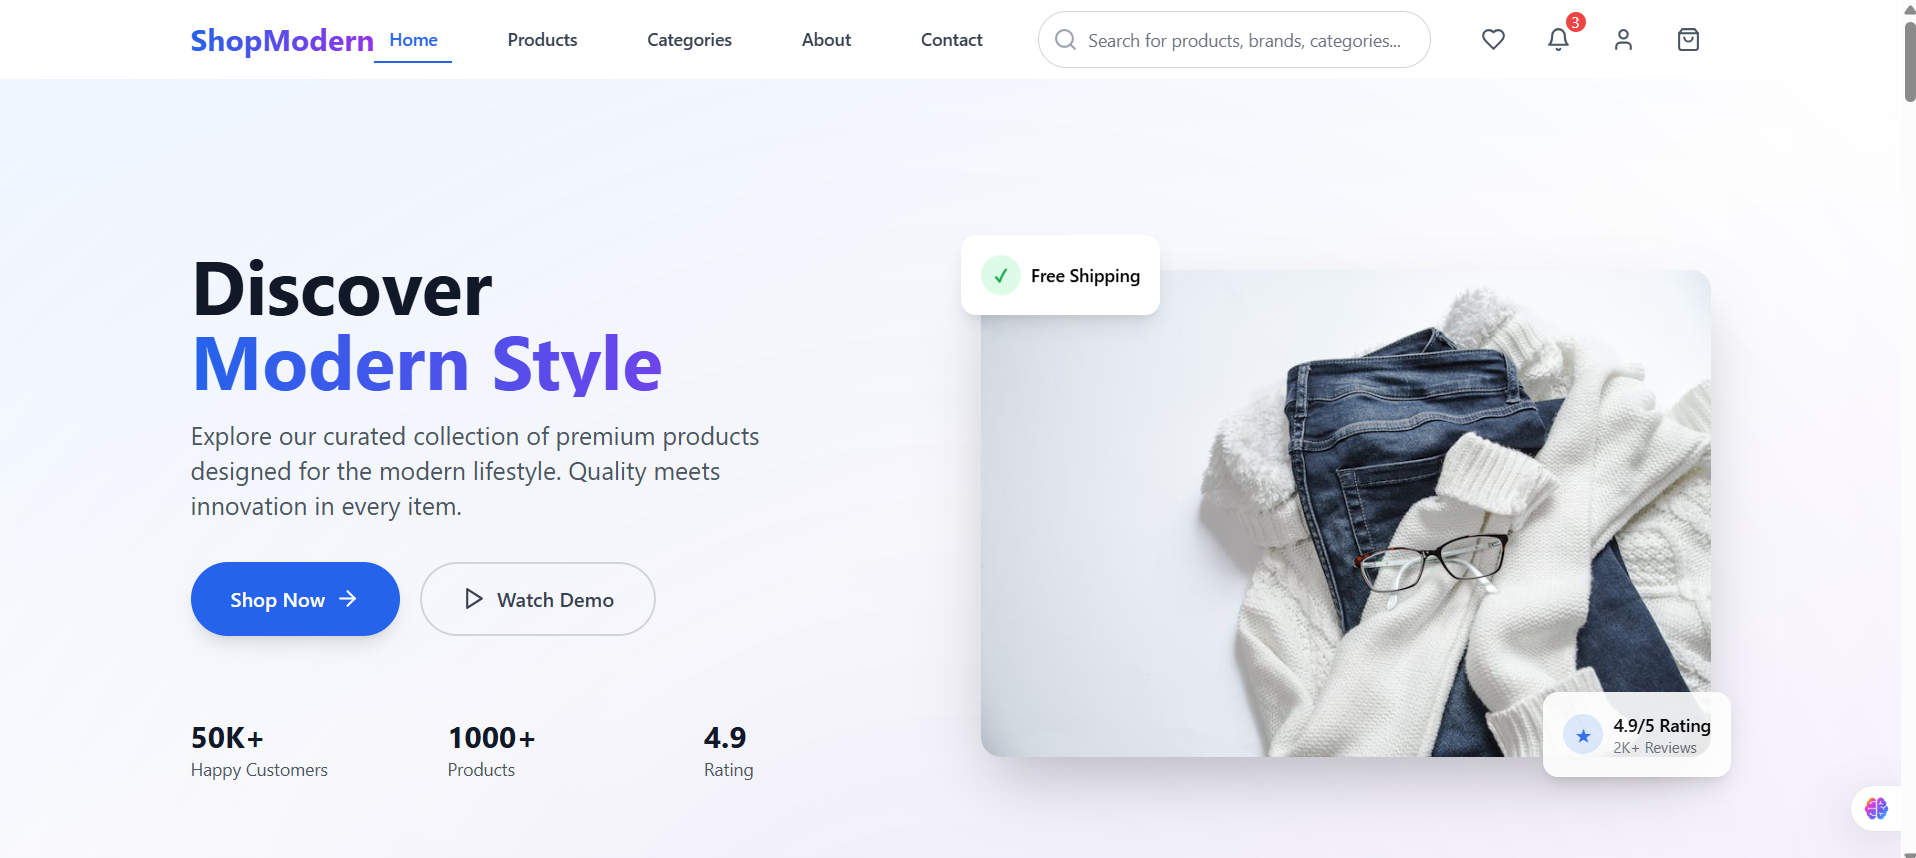 ShopModern
Home
Products
Categories
About
Contact
Search for products, brands, categories...
3
Discover
Modern Style
Explore our curated collection of premium products
designed for the modern lifestyle. Quality meets
innovation in every item.
Shop Now
Watch Demo
50K+
Happy Customers
1000+
Products
4.9
Rating
Free Shipping
4.9/5 Rating
2K+ Reviews